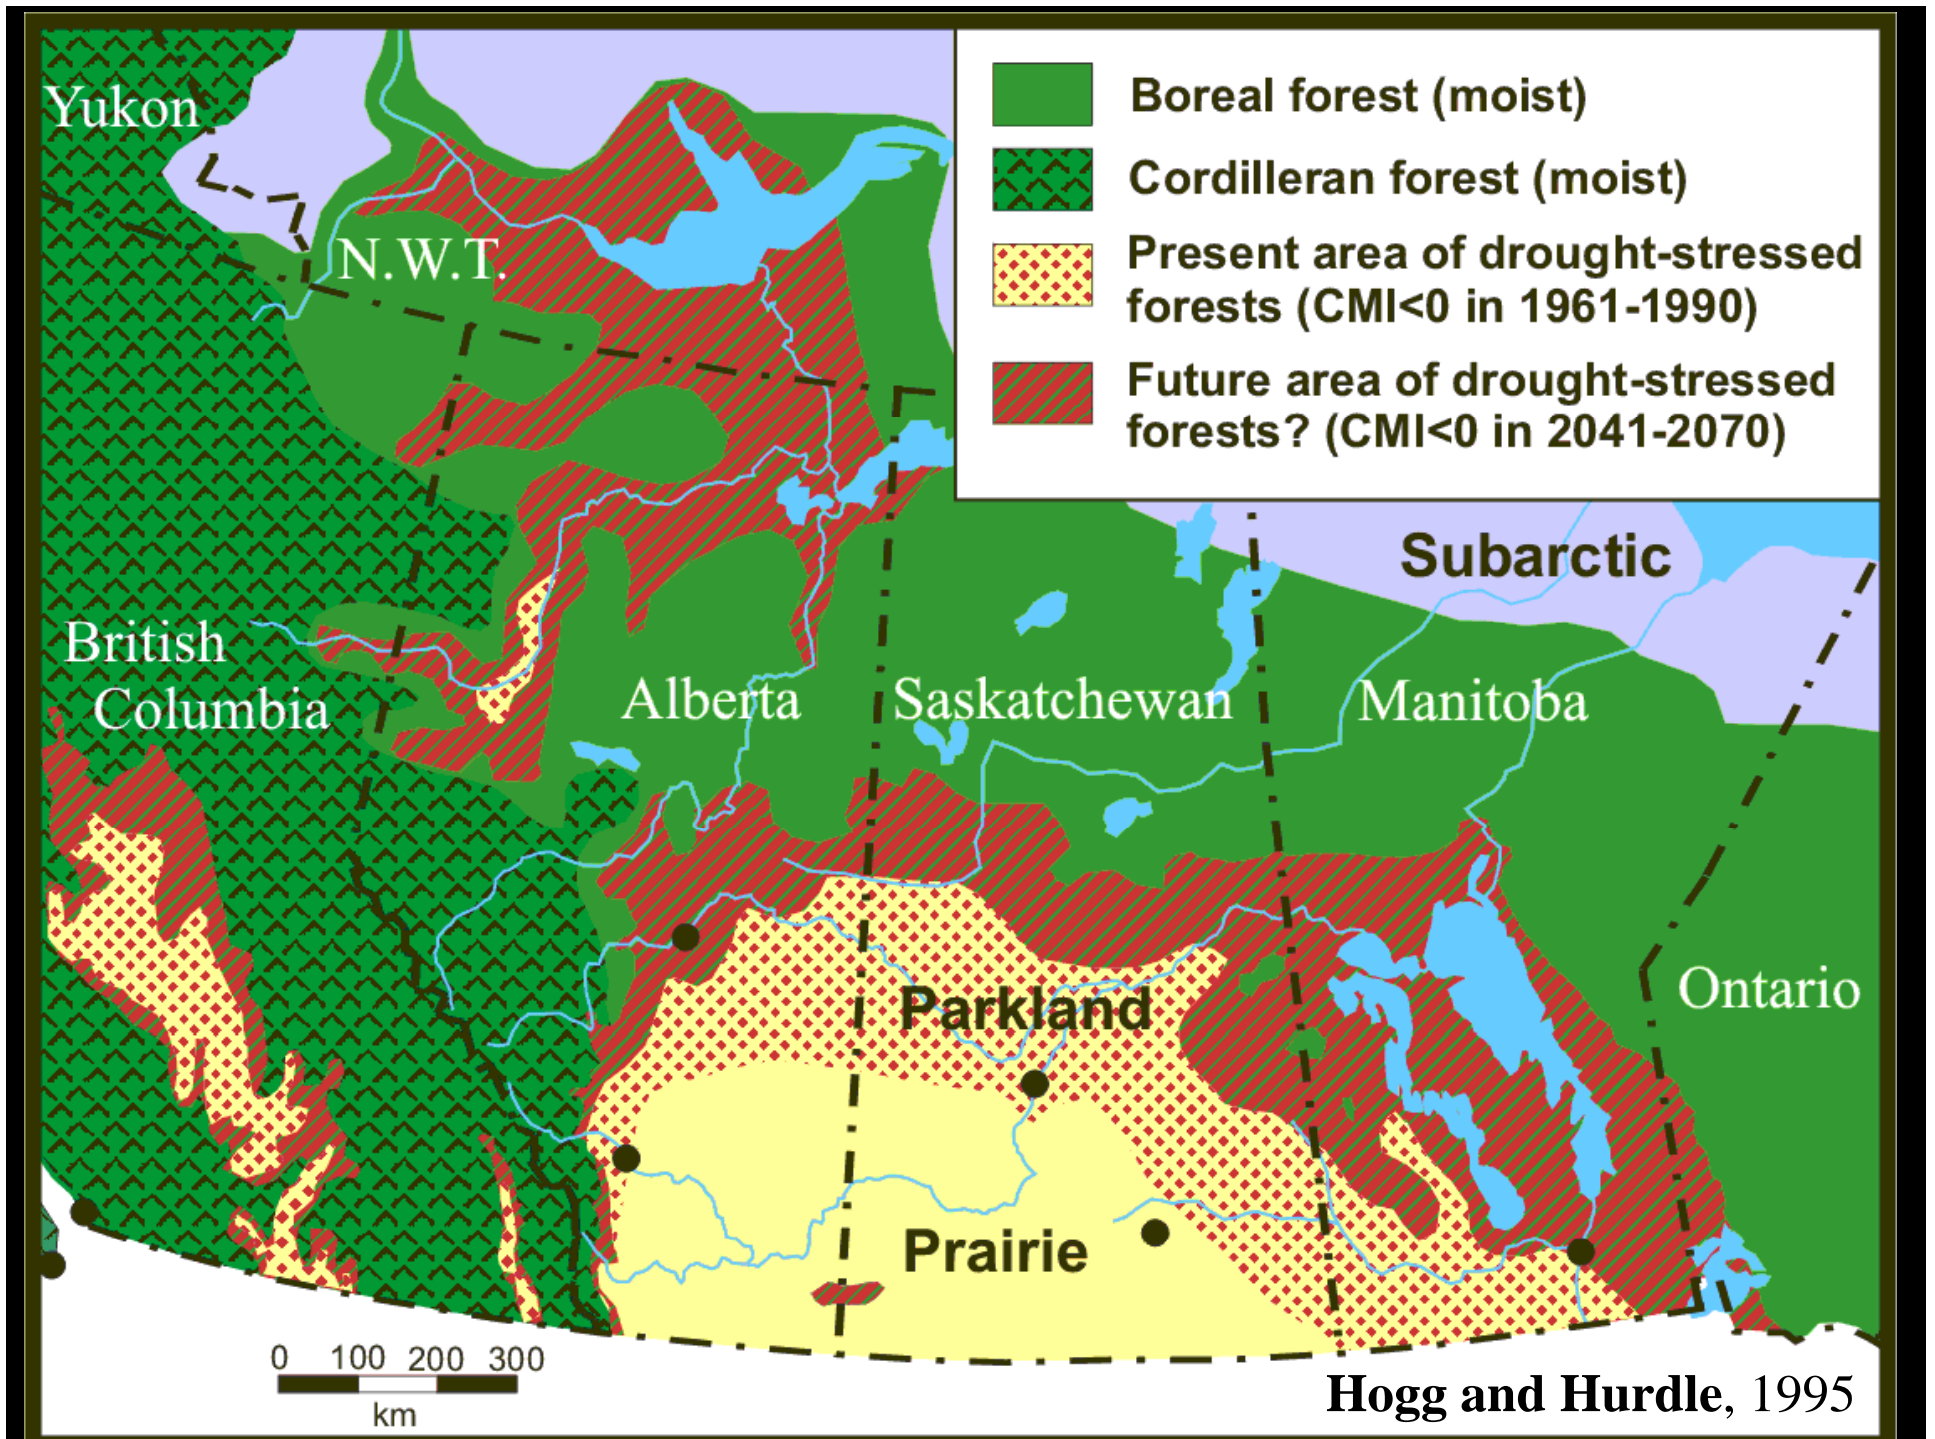 Boreal forest (moist)
Cordilleran forest (moist)
Present area of drought-stressed
forests (CMI<0 in 1961-1990)
Future area of drought-stressed
forests? (CMI<0 in 2041-2070)
Yukon
N.W.T.
Subarctic
British
Columbia
Alberta
Saskatchewan
Manitoba
Ontario
Parkland
Prairie
0 100 200 300
km
Hogg and Hurdle, 1995